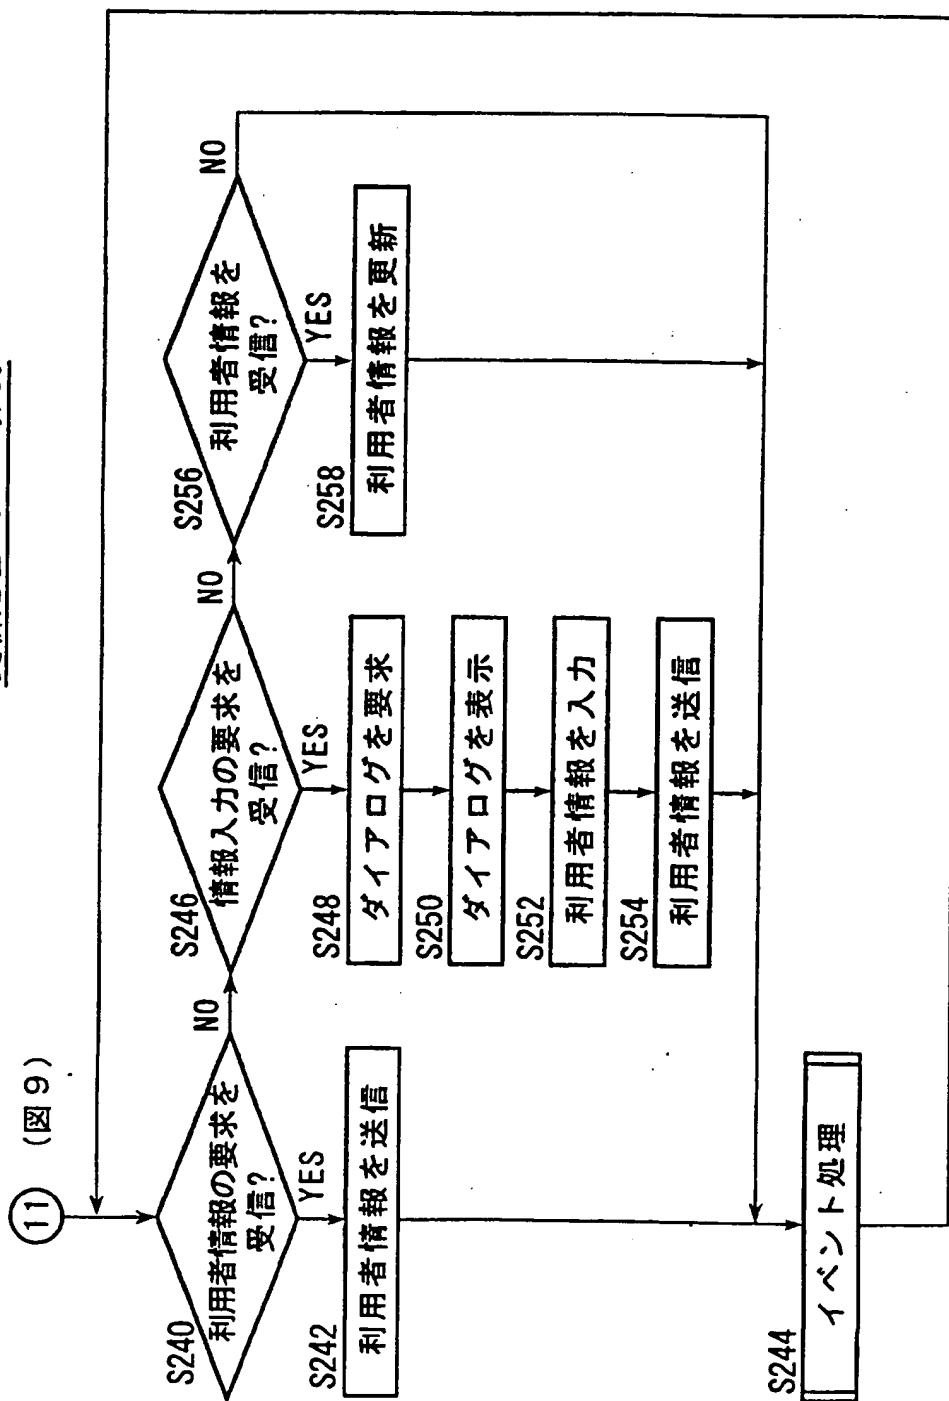 11
(図9)
S240
利用者情報の要求を
受信?
NO
YES
S242
利用者情報を送信
S246
情報入力の要求を
受信?
NO
YES
S248
ダイアログを要求
S250
ダイアログを表示
S252
利用者情報を入力
S254
利用者情報を送信
S256
利用者情報を
受信?
NO
YES
S258
利用者情報を更新
S244
イベント処理